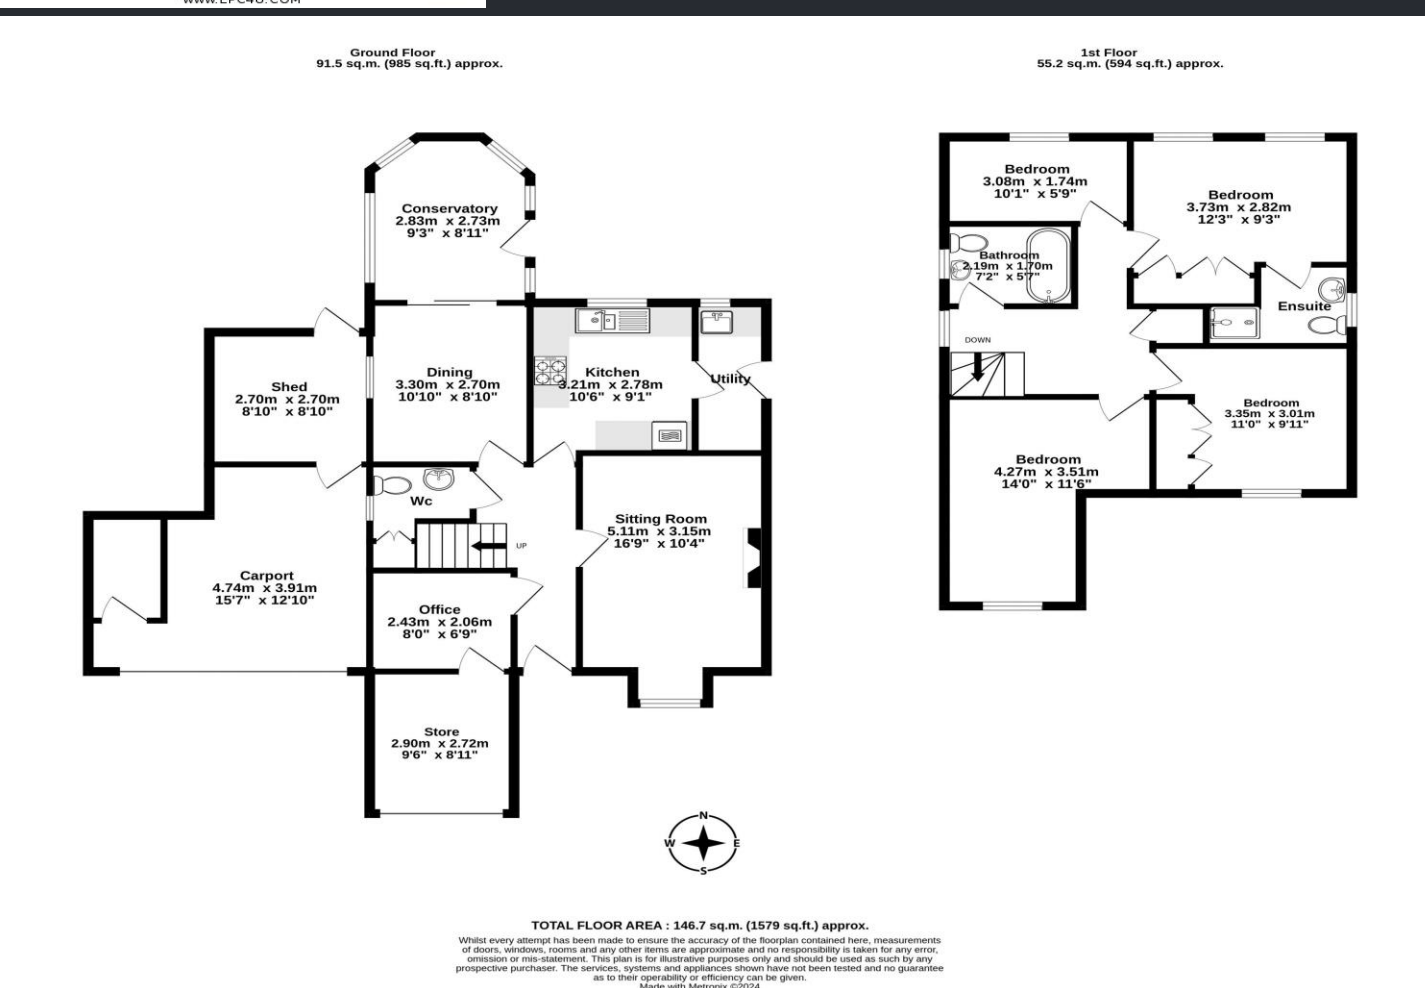 www.EPC4U.COM
Ground Floor
91.5 sq.m. (985 sq.ft.) approx.
1st Floor
55.2 sq.m. (594 sq.ft.) approx.
Conservatory
2.83m x 2.73m
9'3" x 8'11"
Shed
2.70m x 2.70m
8'10" x 8'10"
Dining
3.30m x 2.70m
10'10" x 8'10"
Kitchen
3.21m x 2.78m
10'6" x 9'1"
Utility
Wc
UP
Sitting Room
5.11m x 3.15m
16'9" x 10'4"
Carport
4.74m x 3.91m
15'7" x 12'10"
Office
2.43m x 2.06m
8'0" x 6'9"
Store
2.90m x 2.72m
9'6" x 8'11"
Bedroom
3.08m x 1.74m
10'1" x 5'9"
Bedroom
3.73m x 2.82m
12'3" x 9'3"
Bathroom
2.19m x 1.70m
7'2" x 5'7"
Ensuite
DOWN
Bedroom
3.35m x 3.01m
11'0" x 9'11"
Bedroom
4.27m x 3.51m
14'0" x 11'6"
N
W E
S
TOTAL FLOOR AREA : 146.7 sq.m. (1579 sq.ft.) approx.
Whilst every attempt has been made to ensure the accuracy of the floorplan contained here, measurements
of doors, windows, rooms and any other items are approximate and no responsibility is taken for any error,
omission or mis-statement. This plan is for illustrative purposes only and should be used as such by any
prospective purchaser. The services, systems and appliances shown have not been tested and no guarantee
as to their operability or efficiency can be given.
Made with Metropix ©2024